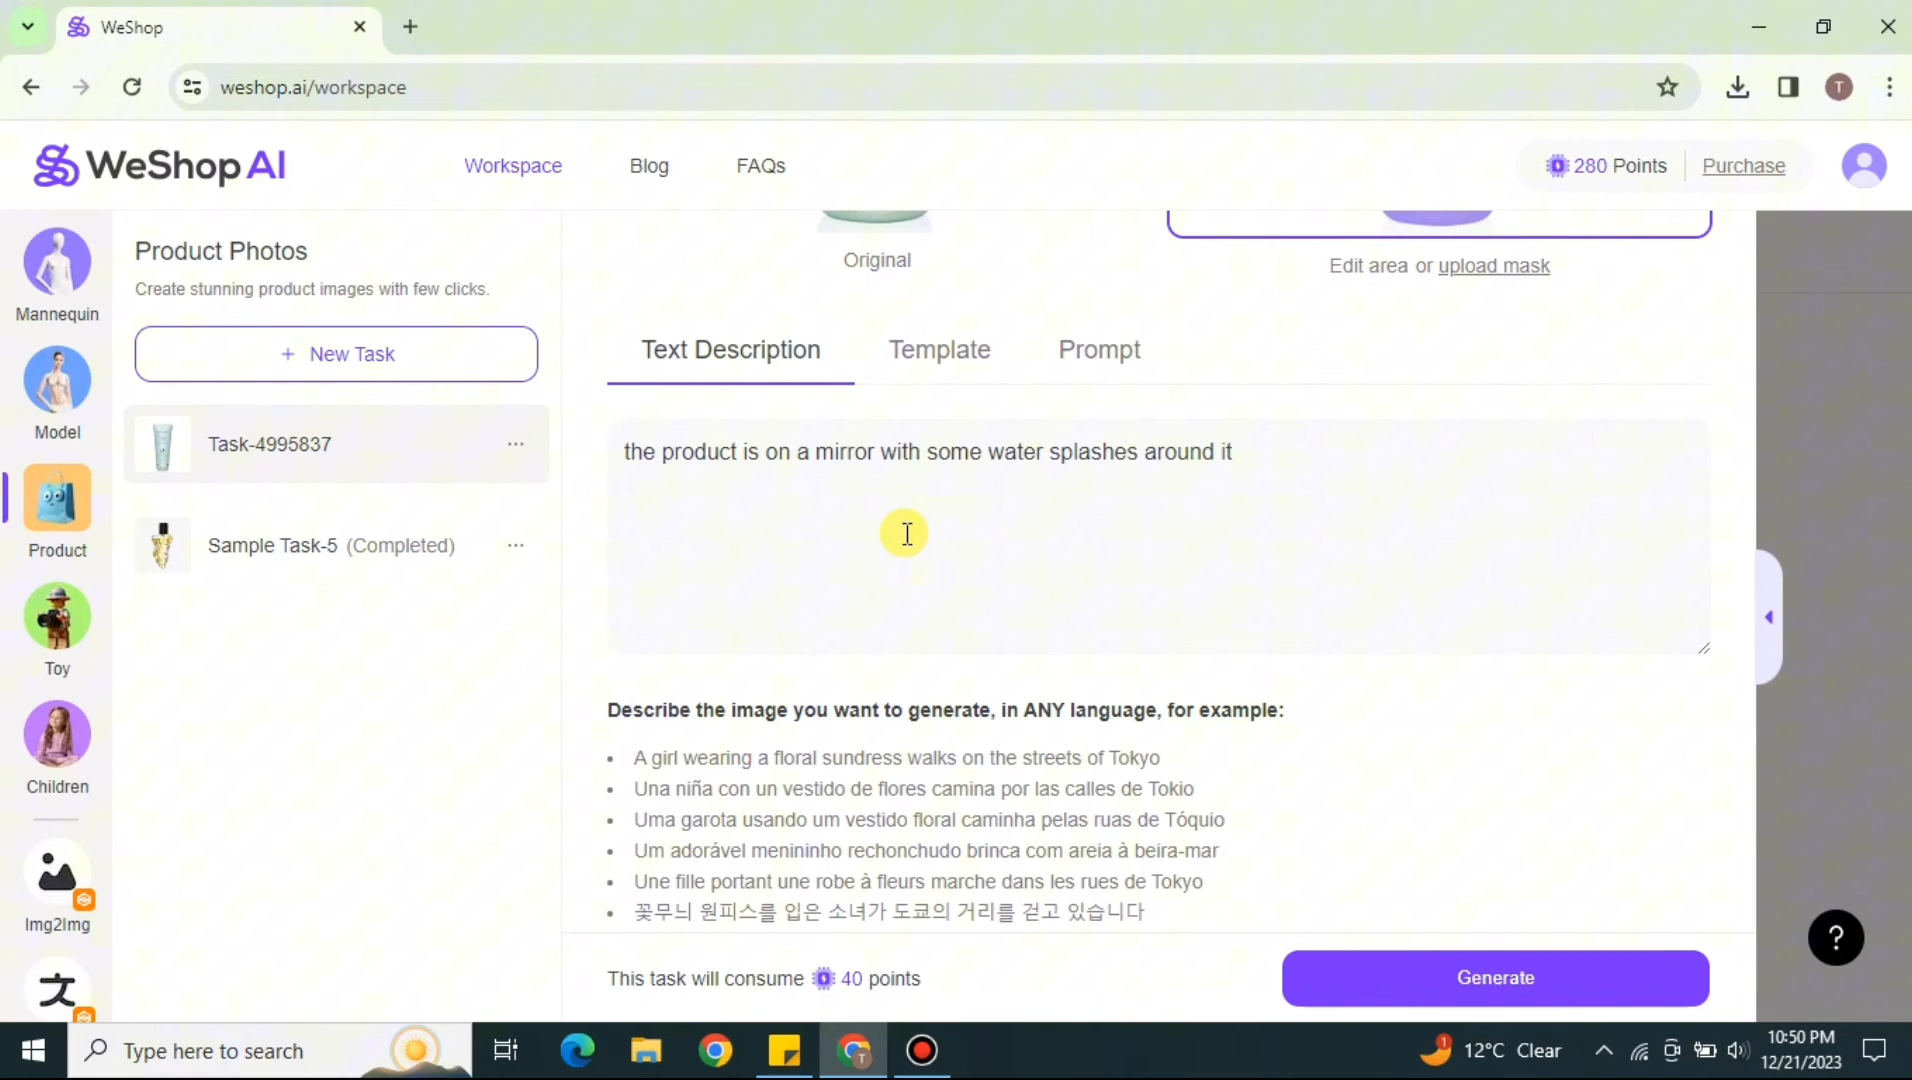 WeShop
weshop.ai/workspace
T
WeShop AI
Workspace
Blog
FAQs
280 Points
Purchase
Mannequin
Model
Product
Toy
Children
Img2Img
Product Photos
Create stunning product images with few clicks.
+ New Task
Task-4995837
...
Sample Task-5 (Completed)
...
Original
Edit area or upload mask
Text Description
Template
Prompt
the product is on a mirror with some water splashes around it
Describe the image you want to generate, in ANY language, for example:
• A girl wearing a floral sundress walks on the streets of Tokyo
• Una niña con un vestido de flores camina por las calles de Tokio
• Uma garota usando um vestido floral caminha pelas ruas de Tóquio
• Um adorável menininho rechonchudo brinca com areia à beira-mar
• Une fille portant une robe à fleurs marche dans les rues de Tokyo
• 꽃무늬 원피스를 입은 소녀가 도쿄의 거리를 걷고 있습니다
This task will consume 40 points
Generate
?
Type here to search
T
1
12°C Clear
10:50 PM
12/21/2023